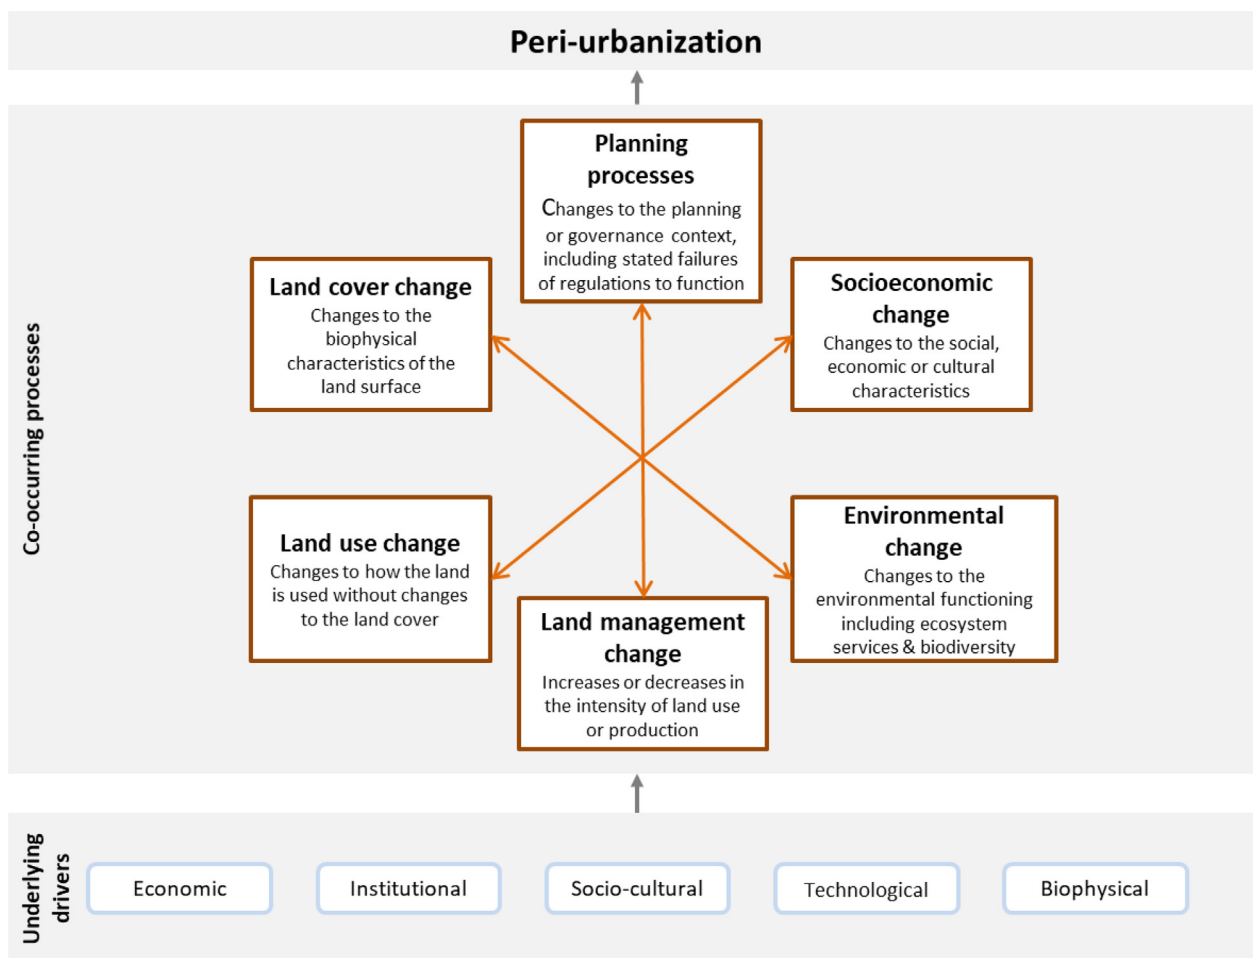 Peri-urbanization
Co-occurring processes
Planning
processes
Changes to the planning
or governance context,
including stated failures
of regulations to function
Land cover change
Changes to the
biophysical
characteristics of the
land surface
Socioeconomic
change
Changes to the social,
economic or cultural
characteristics
Land use change
Changes to how the land
is used without changes
to the land cover
Environmental
change
Changes to the
environmental functioning
including ecosystem
services & biodiversity
Land management
change
Increases or decreases in
the intensity of land use
or production
Underlying
drivers
Economic
Institutional
Socio-cultural
Technological
Biophysical